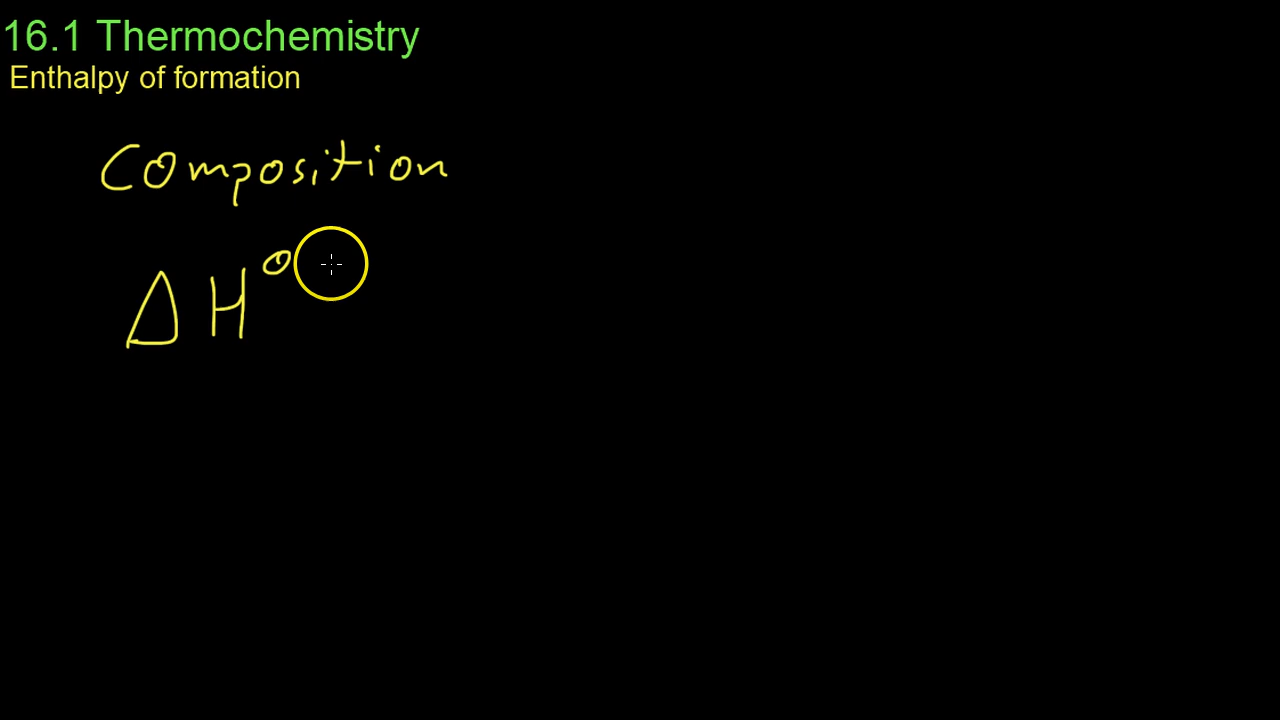 16.1 Thermochemistry
Enthalpy of formation
Composition
ΔH°